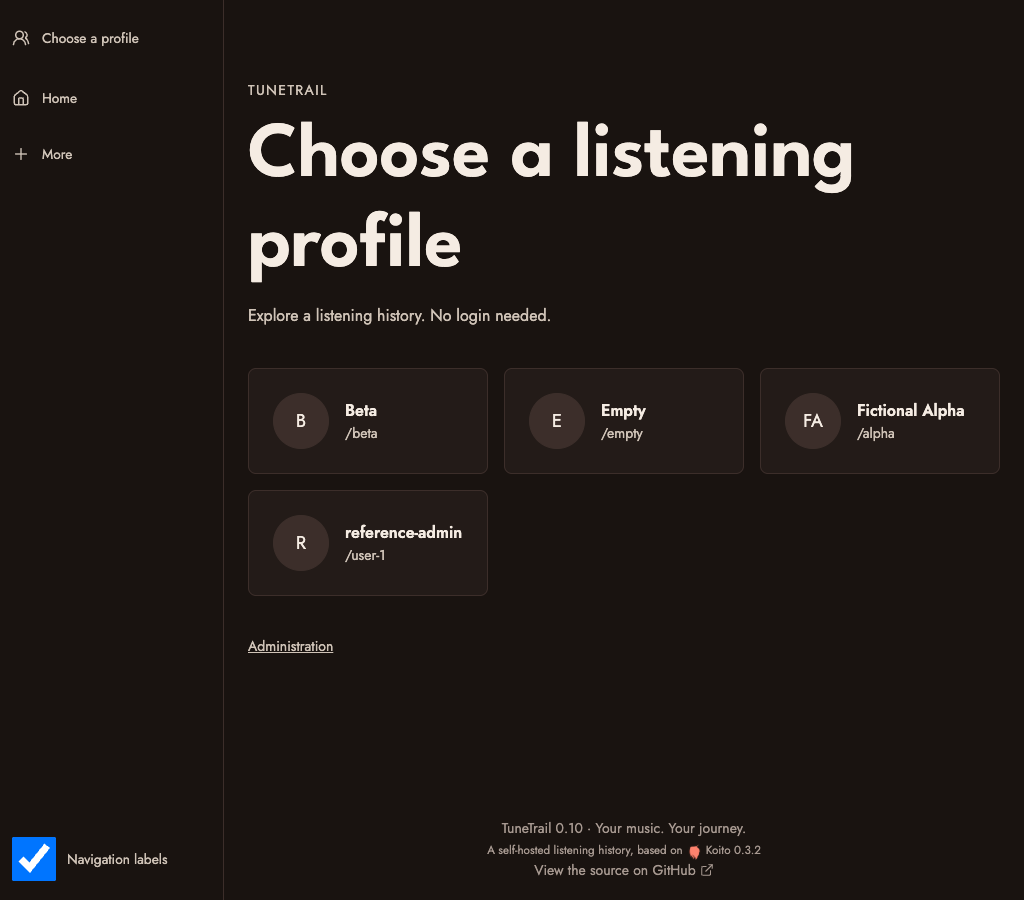 Choose a profile
Home
More
TUNETRAIL
Choose a listening
profile
Explore a listening history. No login needed.
B
Beta
/beta
E
Empty
/empty
FA
Fictional Alpha
/alpha
R
reference-admin
/user-1
Administration
Navigation labels
TuneTrail 0.10 · Your music. Your journey.
A self-hosted listening history, based on Koito 0.3.2
View the source on GitHub